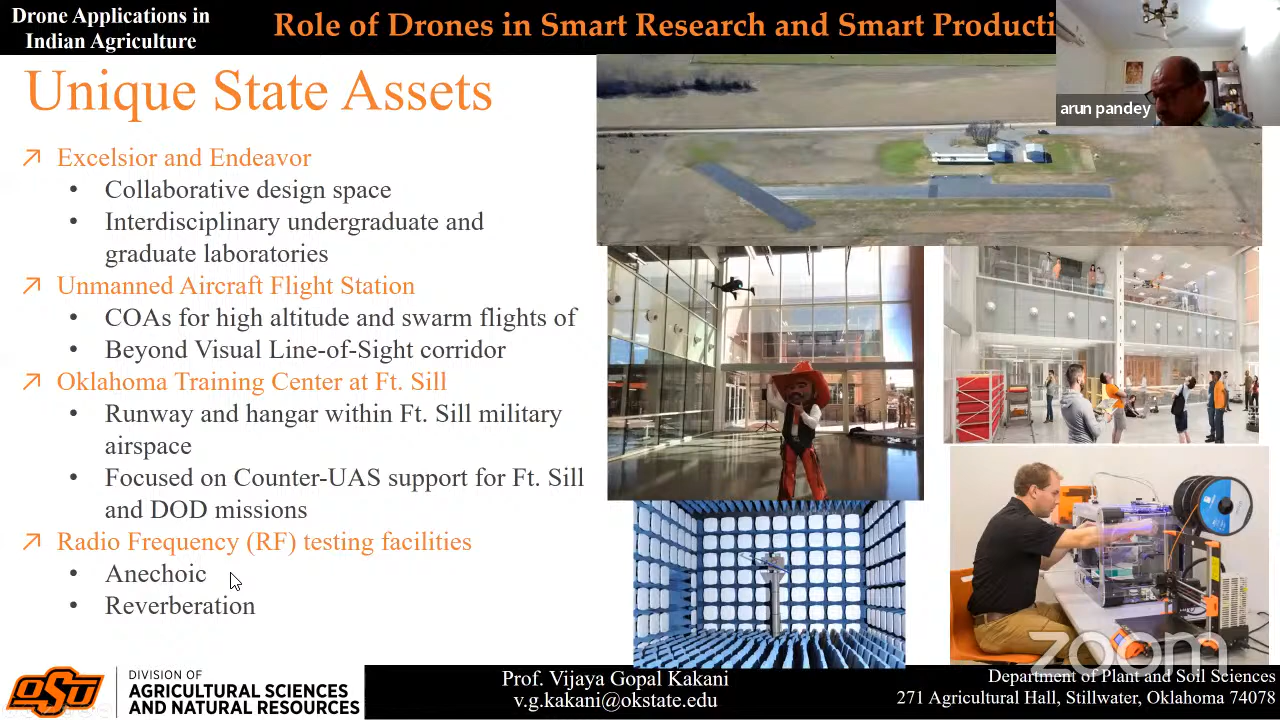 Drone Applications in
Indian Agriculture
Role of Drones in Smart Research and Smart Producti
arun pandey
Unique State Assets
Excelsior and Endeavor
• Collaborative design space
• Interdisciplinary undergraduate and
graduate laboratories
Unmanned Aircraft Flight Station
• COAs for high altitude and swarm flights of
• Beyond Visual Line-of-Sight corridor
Oklahoma Training Center at Ft. Sill
• Runway and hangar within Ft. Sill military
airspace
• Focused on Counter-UAS support for Ft. Sill
and DOD missions
Radio Frequency (RF) testing facilities
• Anechoic
• Reverberation
zoom
OSU
DIVISION OF
AGRICULTURAL SCIENCES
AND NATURAL RESOURCES
Prof. Vijaya Gopal Kakani
v.g.kakani@okstate.edu
Department of Plant and Soil Sciences
271 Agricultural Hall, Stillwater, Oklahoma 74078